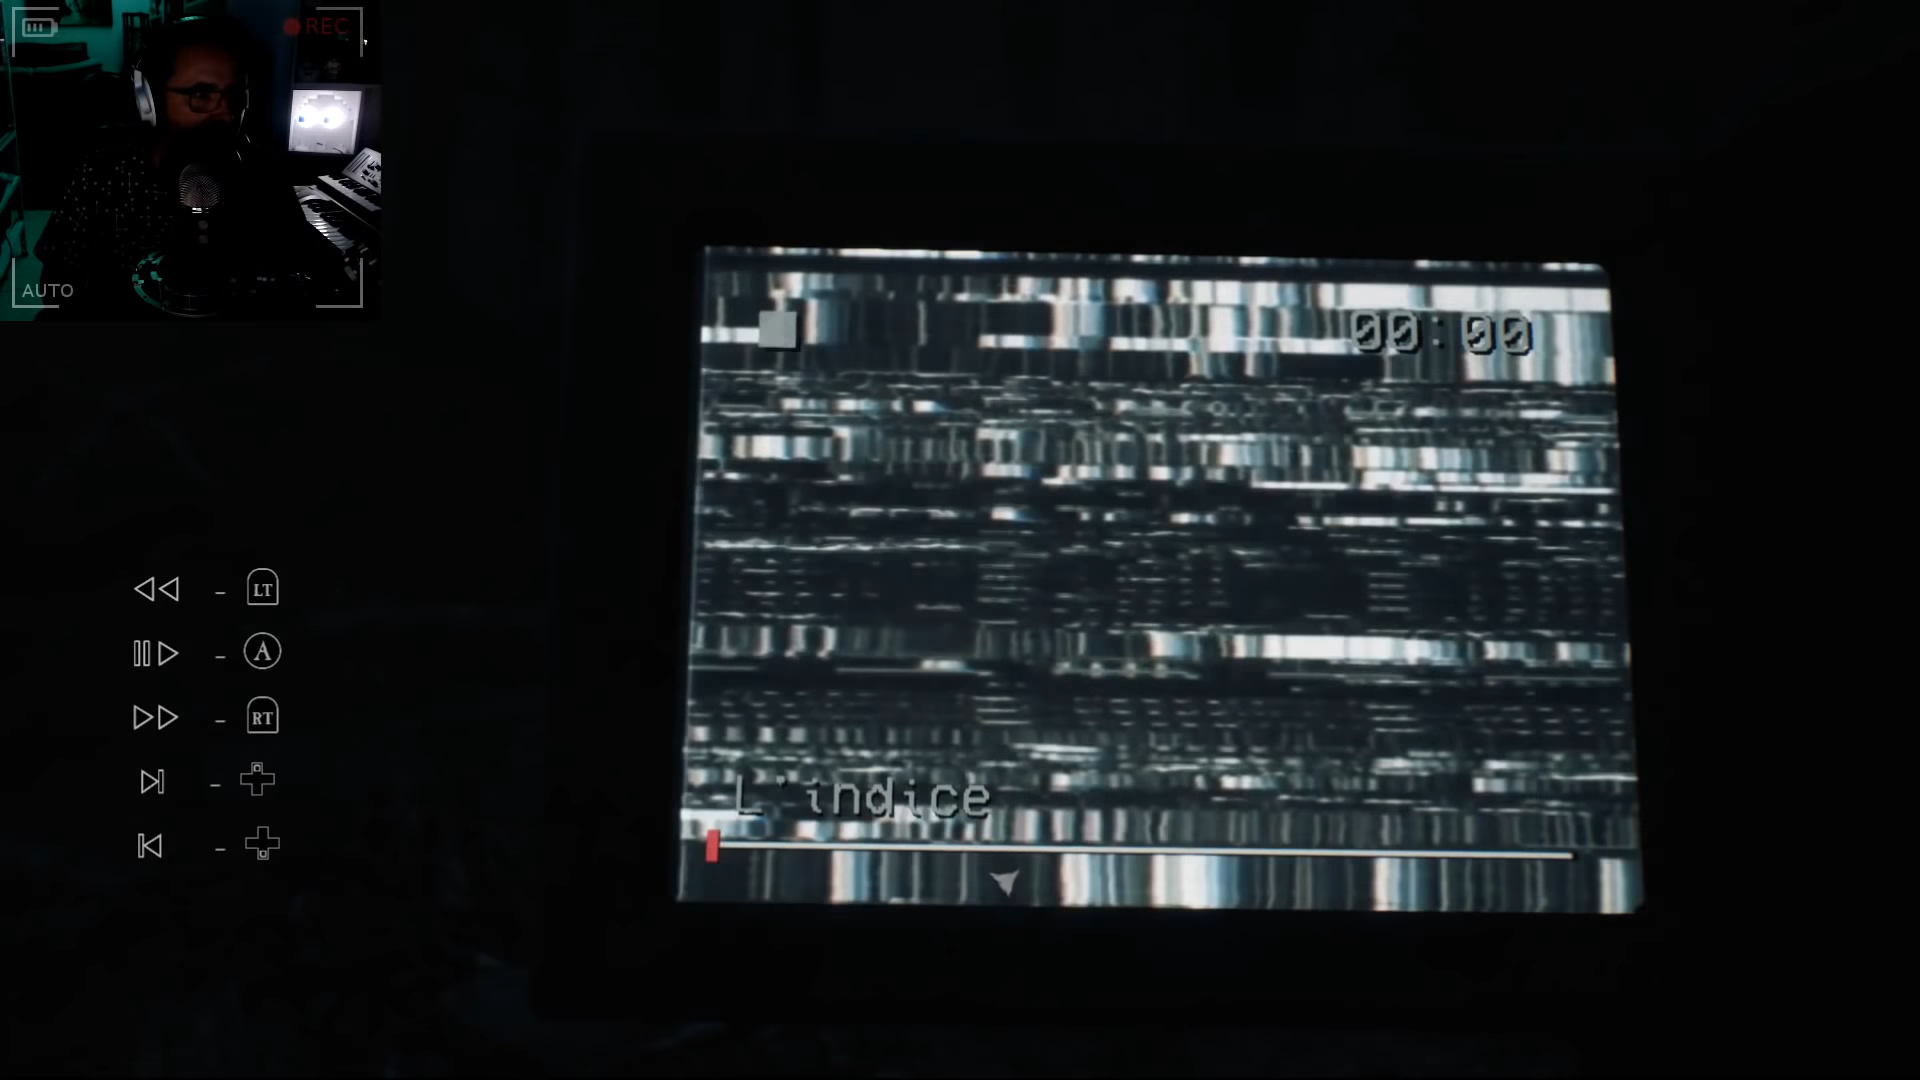 REC
AUTO
00:00
- LT
- A
- RT
-
-
L'indice